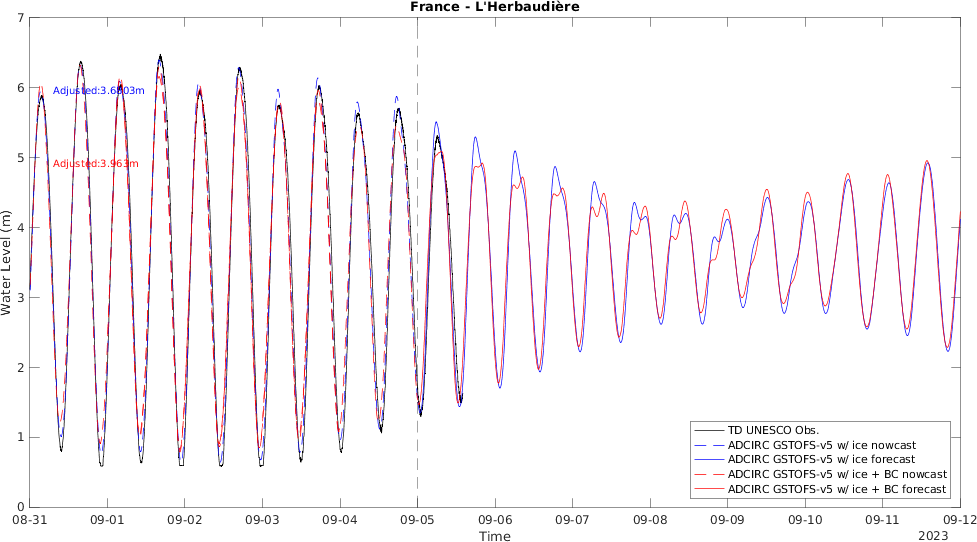 France - L'Herbaudière
Water Level (m)
7
6
5
4
3
2
1
0
Adjusted:3.6803m
Adjusted:3.963m
TD UNESCO Obs.
ADCIRC GSTOFS-v5 w/ ice nowcast
ADCIRC GSTOFS-v5 w/ ice forecast
ADCIRC GSTOFS-v5 w/ ice + BC nowcast
ADCIRC GSTOFS-v5 w/ ice + BC forecast
08-31 09-01 09-02 09-03 09-04 09-05 09-06 09-07 09-08 09-09 09-10 09-11 09-12
Time
2023